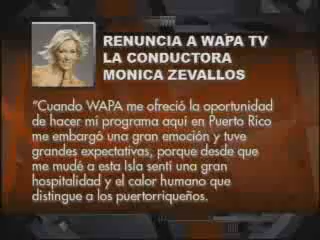 RENUNCIA A WAPA TV
LA CONDUCTORA
MONICA ZEVALLOS
“Cuando WAPA me ofreció la oportunidad
de hacer mi programa aquí en Puerto Rico
me embargó una gran emoción y tuve
grandes expectativas, porque desde que
me mudé a esta Isla sentí una gran
hospitalidad y el calor humano que
distingue a los puertorriqueños.